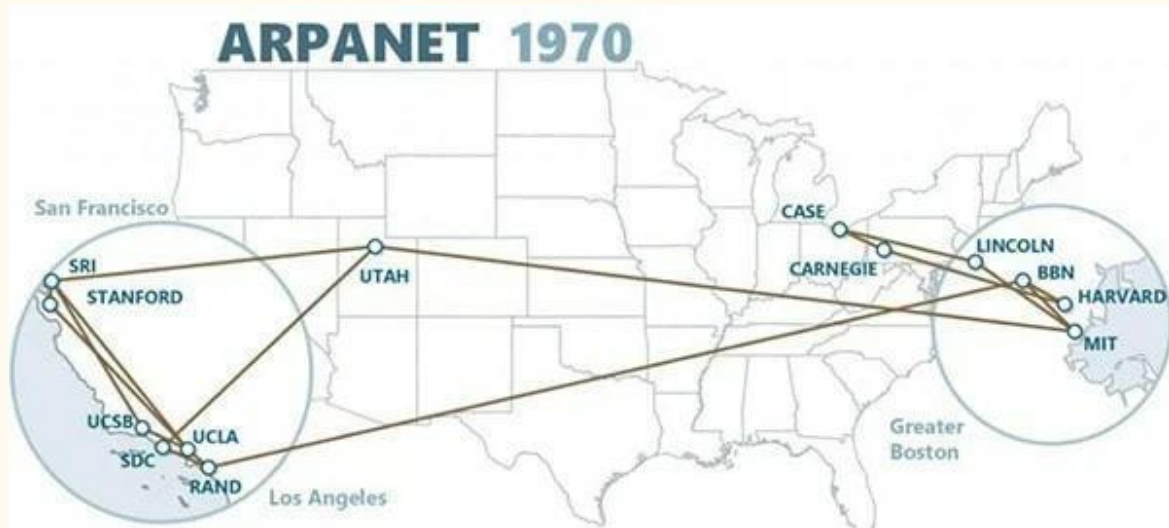 ARPANET 1970
San Francisco
SRI
STANFORD
UTAH
UCSB
SDC
UCLA
RAND
Los Angeles
CASE
CARNEGIE
LINCOLN
BBN
HARVARD
MIT
Greater
Boston